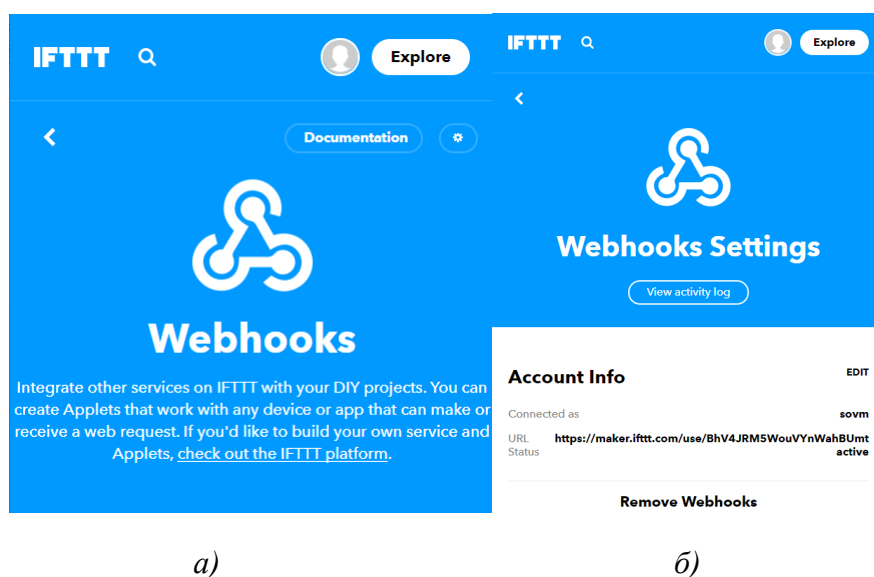 IFTTT
Explore
Documentation
Webhooks
Integrate other services on IFTTT with your DIY projects. You can
create Applets that work with any device or app that can make or
receive a web request. If you'd like to build your own service and
Applets, check out the IFTTT platform.
а)
IFTTT
Explore
Webhooks Settings
View activity log
Account Info EDIT
Connected as sovm
URL https://maker.ifttt.com/use/BhV4JRM5WouVYnWahBUmt
Status active
Remove Webhooks
б)